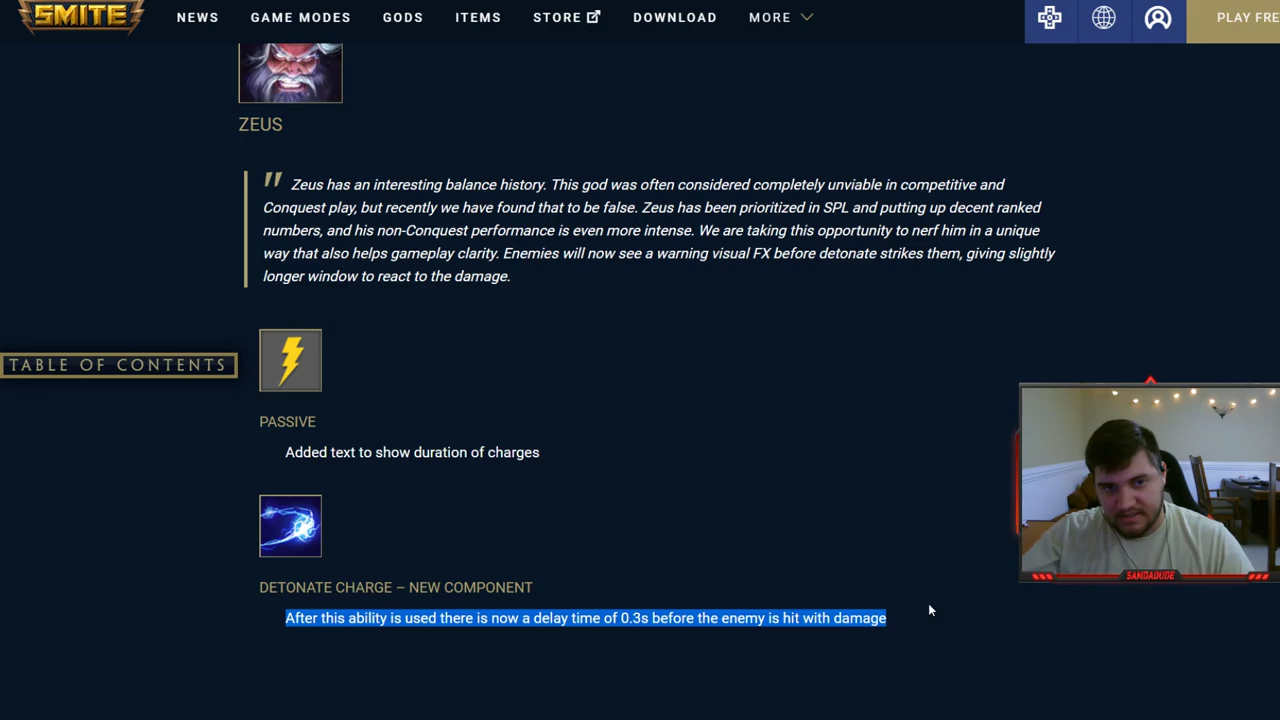 SMITE
NEWS GAME MODES GODS ITEMS STORE DOWNLOAD MORE PLAY FRE
ZEUS
" Zeus has an interesting balance history. This god was often considered completely unviable in competitive and
Conquest play, but recently we have found that to be false. Zeus has been prioritized in SPL and putting up decent ranked
numbers, and his non-Conquest performance is even more intense. We are taking this opportunity to nerf him in a unique
way that also helps gameplay clarity. Enemies will now see a warning visual FX before detonate strikes them, giving slightly
longer window to react to the damage.
TABLE OF CONTENTS
PASSIVE
Added text to show duration of charges
DETONATE CHARGE – NEW COMPONENT
After this ability is used there is now a delay time of 0.3s before the enemy is hit with damage
SANDADUDE